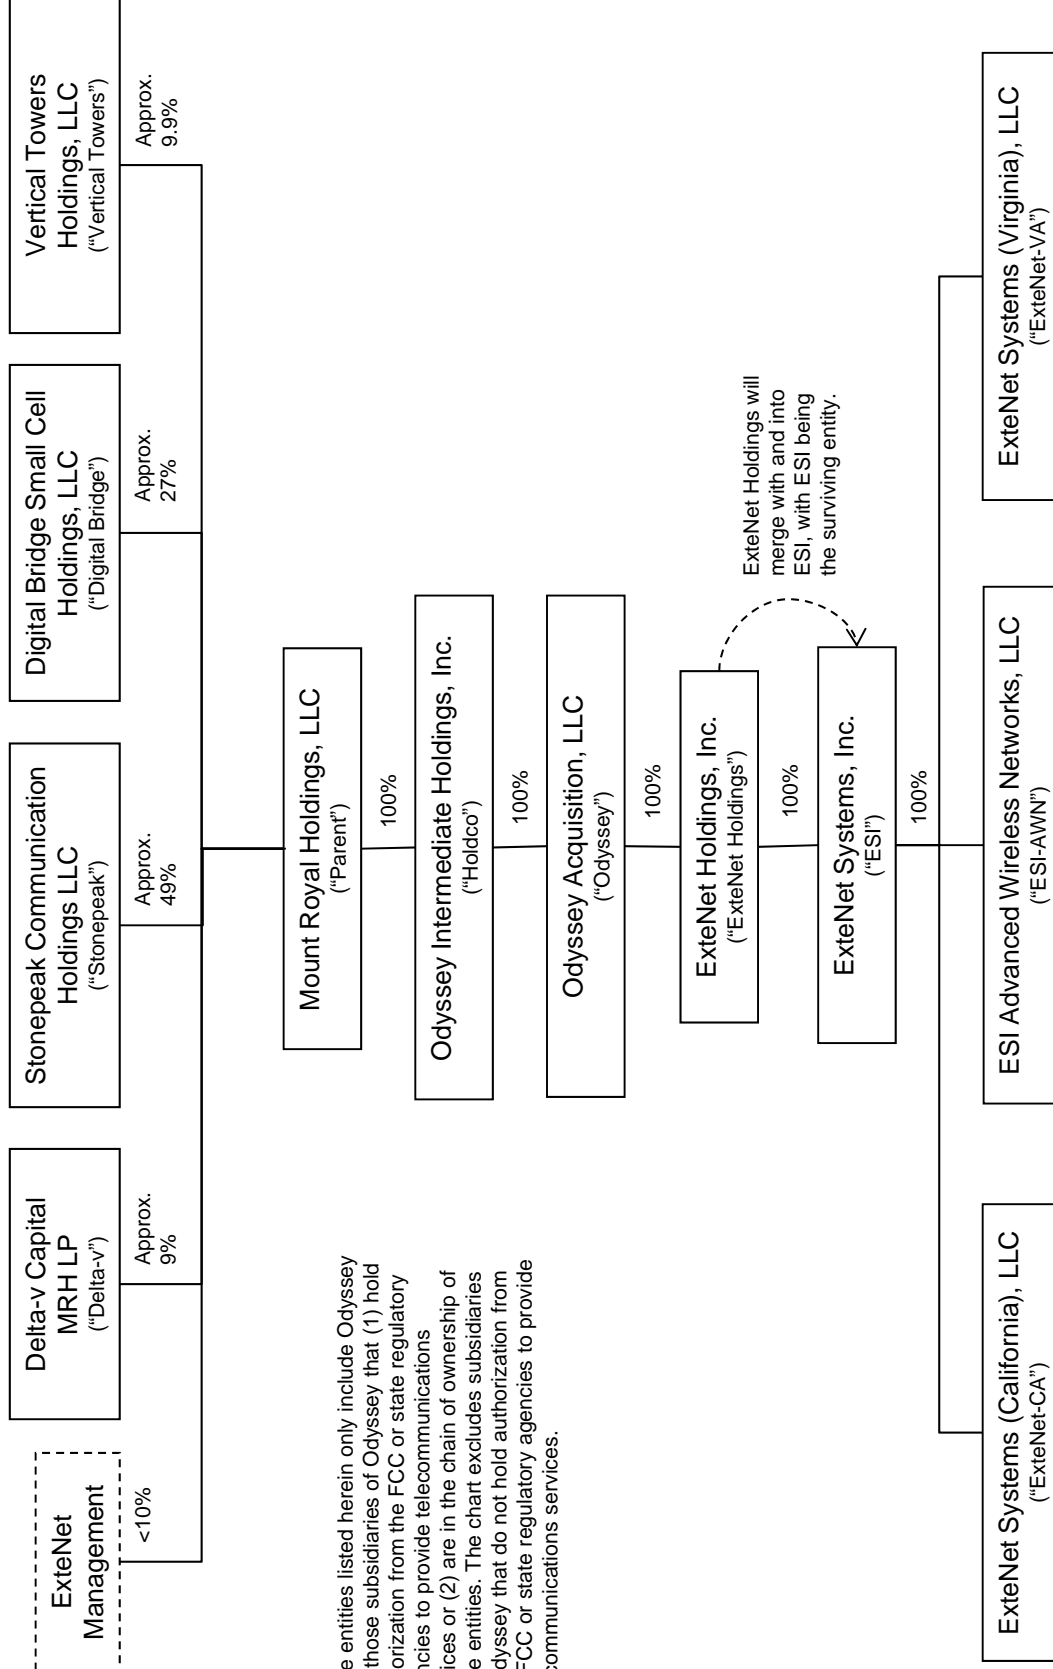 ExteNet
Management
<10%
Delta-v Capital
MRH LP
(“Delta-v”)
Approx.
9%
Stonepeak Communication
Holdings LLC
(“Stonepeak”)
Approx.
49%
Digital Bridge Small Cell
Holdings, LLC
(“Digital Bridge”)
Approx.
27%
Vertical Towers
Holdings, LLC
(“Vertical Towers”)
Approx.
9.9%
Mount Royal Holdings, LLC
(“Parent”)
100%
Odyssey Intermediate Holdings, Inc.
(“Holdco”)
100%
Odyssey Acquisition, LLC
(“Odyssey”)
100%
ExteNet Holdings, Inc.
(“ExteNet Holdings”)
100%
ExteNet Systems, Inc.
(“ESI”)
100%
ExteNet Holdings will
merge with and into
ESI, with ESI being
the surviving entity.
entities listed herein only include Odyssey
those subsidiaries of Odyssey that (1) hold
from the FCC or state regulatory
to provide telecommunications
or (2) are in the chain of ownership of
entities. The chart excludes subsidiaries
that do not hold authorization from
FCC or state regulatory agencies to provide
services.
ExteNet Systems (California), LLC
(“ExteNet-CA”)
ESI Advanced Wireless Networks, LLC
(“ESI-AWN”)
ExteNet Systems (Virginia), LLC
(“ExteNet-VA”)